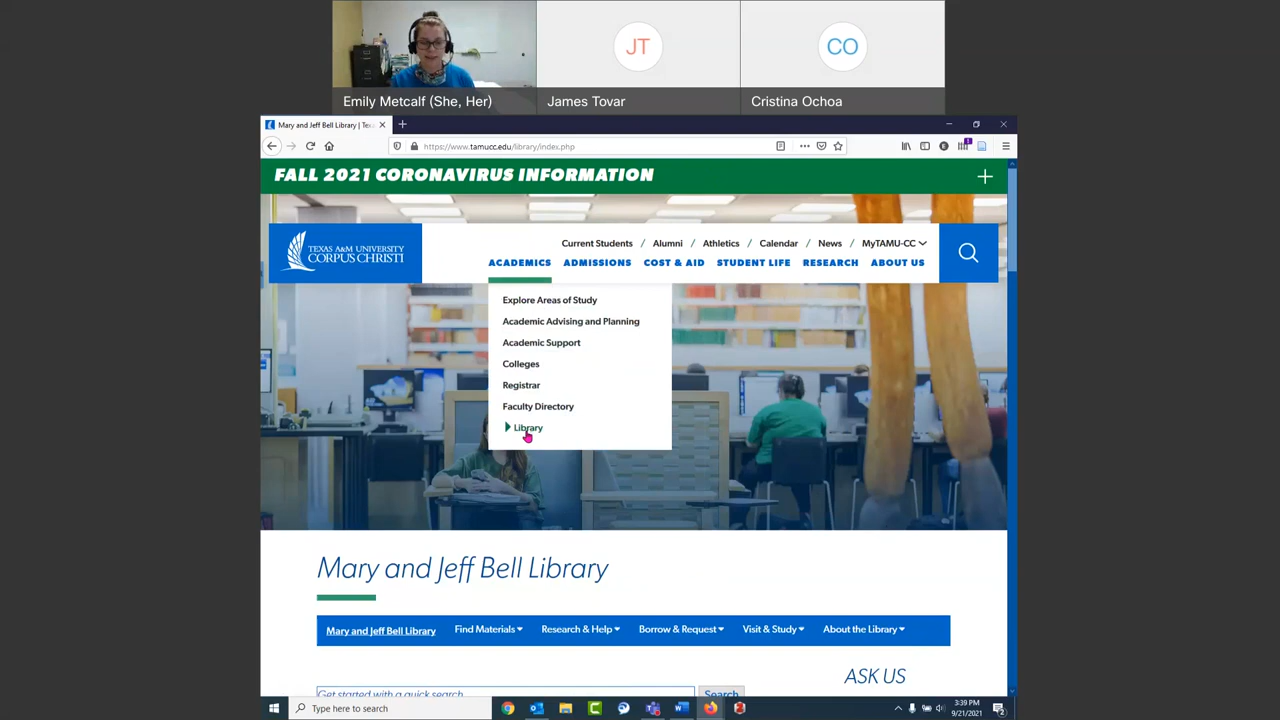 JT
CO
Emily Metcalf (She, Her)
James Tovar
Cristina Ochoa
Mary and Jeff Bell Library | Tex
https://www.tamucc.edu/library/index.php
FALL 2021 CORONAVIRUS INFORMATION
TEXAS A&M UNIVERSITY
CORPUS CHRISTI
Current Students / Alumni / Athletics / Calendar / News / MyTAMU-CC
ACADEMICS ADMISSIONS COST & AID STUDENT LIFE RESEARCH ABOUT US
Explore Areas of Study
Academic Advising and Planning
Academic Support
Colleges
Registrar
Faculty Directory
Library
Mary and Jeff Bell Library
Mary and Jeff Bell Library Find Materials Research & Help Borrow & Request Visit & Study About the Library
ASK US
Get started with a quick search
Search
Type here to search
3:39 PM
9/21/2021